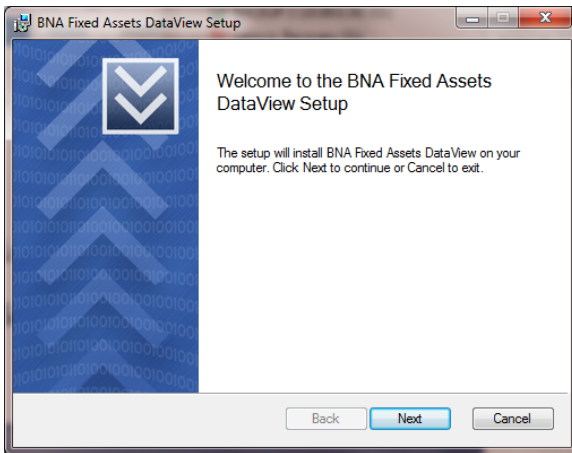 BNA Fixed Assets DataView Setup
Welcome to the BNA Fixed Assets
DataView Setup
The setup will install BNA Fixed Assets DataView on your
computer. Click Next to continue or Cancel to exit.
Back Next Cancel